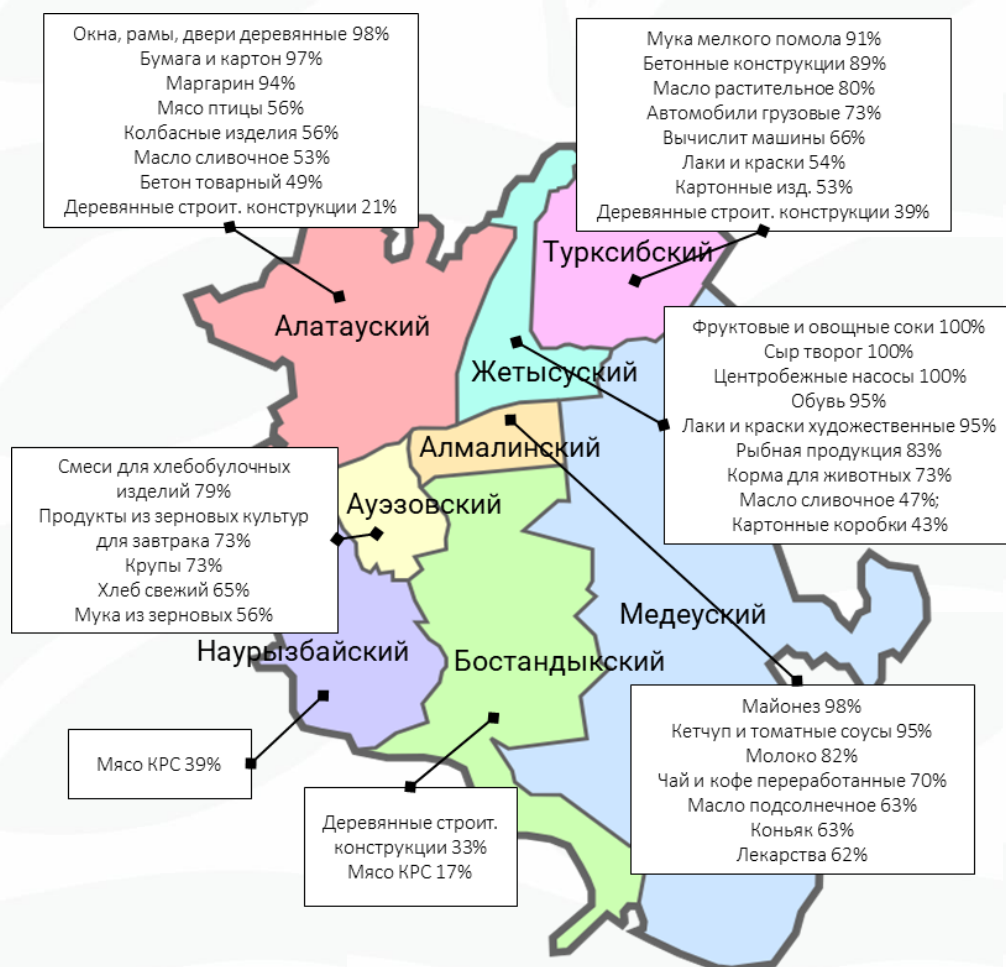 Окна, рамы, двери деревянные 98%
Бумага и картон 97%
Маргарин 94%
Мясо птицы 56%
Колбасные изделия 56%
Масло сливочное 53%
Бетон товарный 49%
Деревянные строит. конструкции 21%
Мука мелкого помола 91%
Бетонные конструкции 89%
Масло растительное 80%
Автомобили грузовые 73%
Вычислит машины 66%
Лаки и краски 54%
Картонные изд. 53%
Деревянные строит. конструкции 39%
Турксибский
Алатауский
Жетысуский
Фруктовые и овощные соки 100%
Сыр творог 100%
Центробежные насосы 100%
Обувь 95%
Лаки и краски художественные 95%
Рыбная продукция 83%
Корма для животных 73%
Масло сливочное 47%;
Картонные коробки 43%
Алмалинский
Смеси для хлебобулочных
изделий 79%
Продукты из зерновых культур
для завтрака 73%
Крупы 73%
Хлеб свежий 65%
Мука из зерновых 56%
Ауэзовский
Медеуский
Наурызбайский
Бостандыкский
Мясо КРС 39%
Деревянные строит.
конструкции 33%
Мясо КРС 17%
Майонез 98%
Кетчуп и томатные соусы 95%
Молоко 82%
Чай и кофе переработанные 70%
Масло подсолнечное 63%
Коньяк 63%
Лекарства 62%